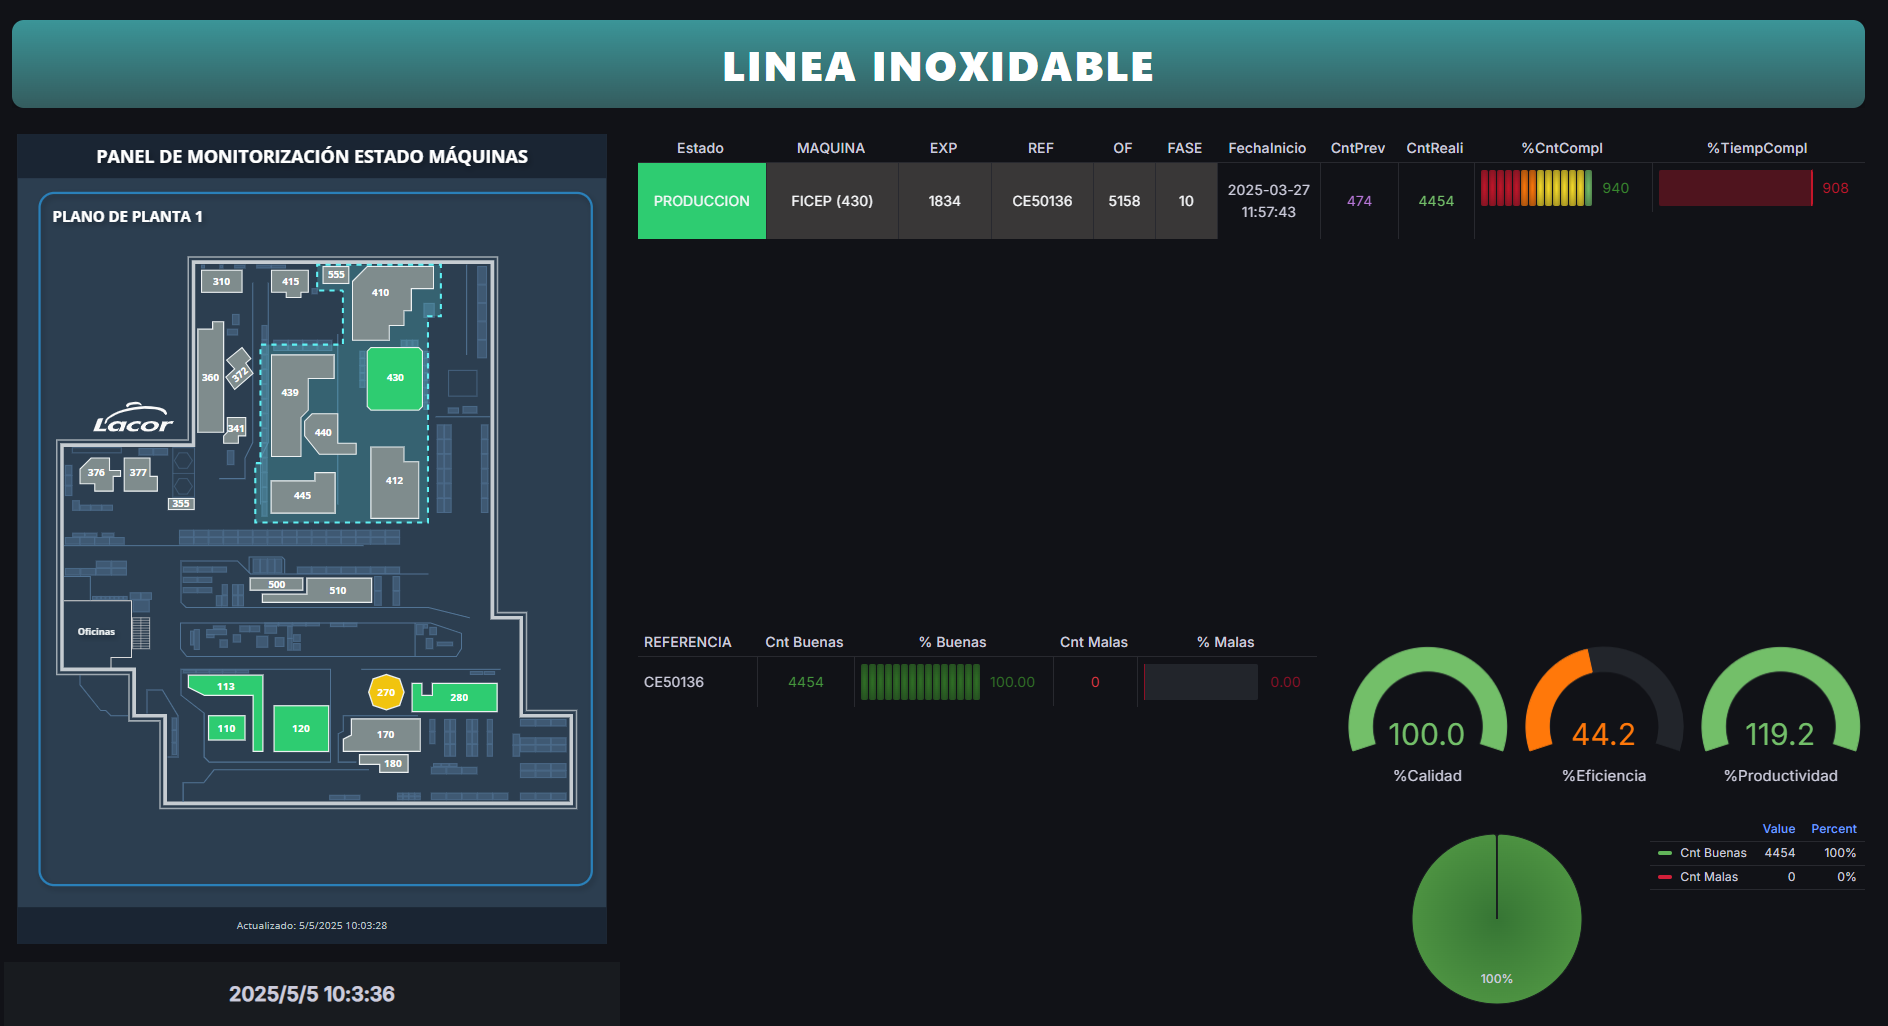 LINEA INOXIDABLE
PANEL DE MONITORIZACIÓN ESTADO MÁQUINAS
PLANO DE PLANTA 1
310
415
555
410
360
372
430
439
341
440
Lacor
376
377
355
445
412
500
510
Oficinas
113
270
280
110
120
170
180
Actualizado: 5/5/2025 10:03:28
2025/5/5 10:3:36
Estado MAQUINA EXP REF OF FASE FechaInicio CntPrev CntReali %CntCompl %TiempCompl
PRODUCCION FICEP (430) 1834 CE50136 5158 10 2025-03-27 11:57:43 474 4454 940 908
REFERENCIA Cnt Buenas % Buenas Cnt Malas % Malas
CE50136 4454 100.00 0 0.00
100.0 44.2 119.2
%Calidad %Eficiencia %Productividad
Value Percent
Cnt Buenas 4454 100%
Cnt Malas 0 0%
100%